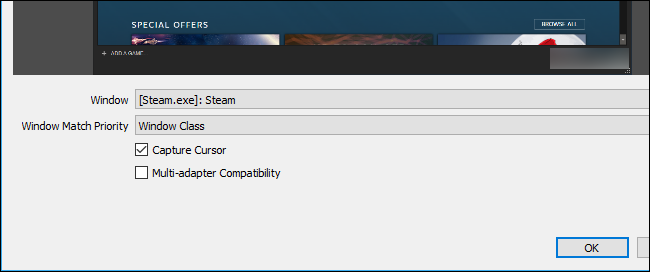 SPECIAL OFFERS
BROWSE ALL
+ ADD A GAME
Window
[Steam.exe]: Steam
Window Match Priority
Window Class
Capture Cursor
Multi-adapter Compatibility
OK